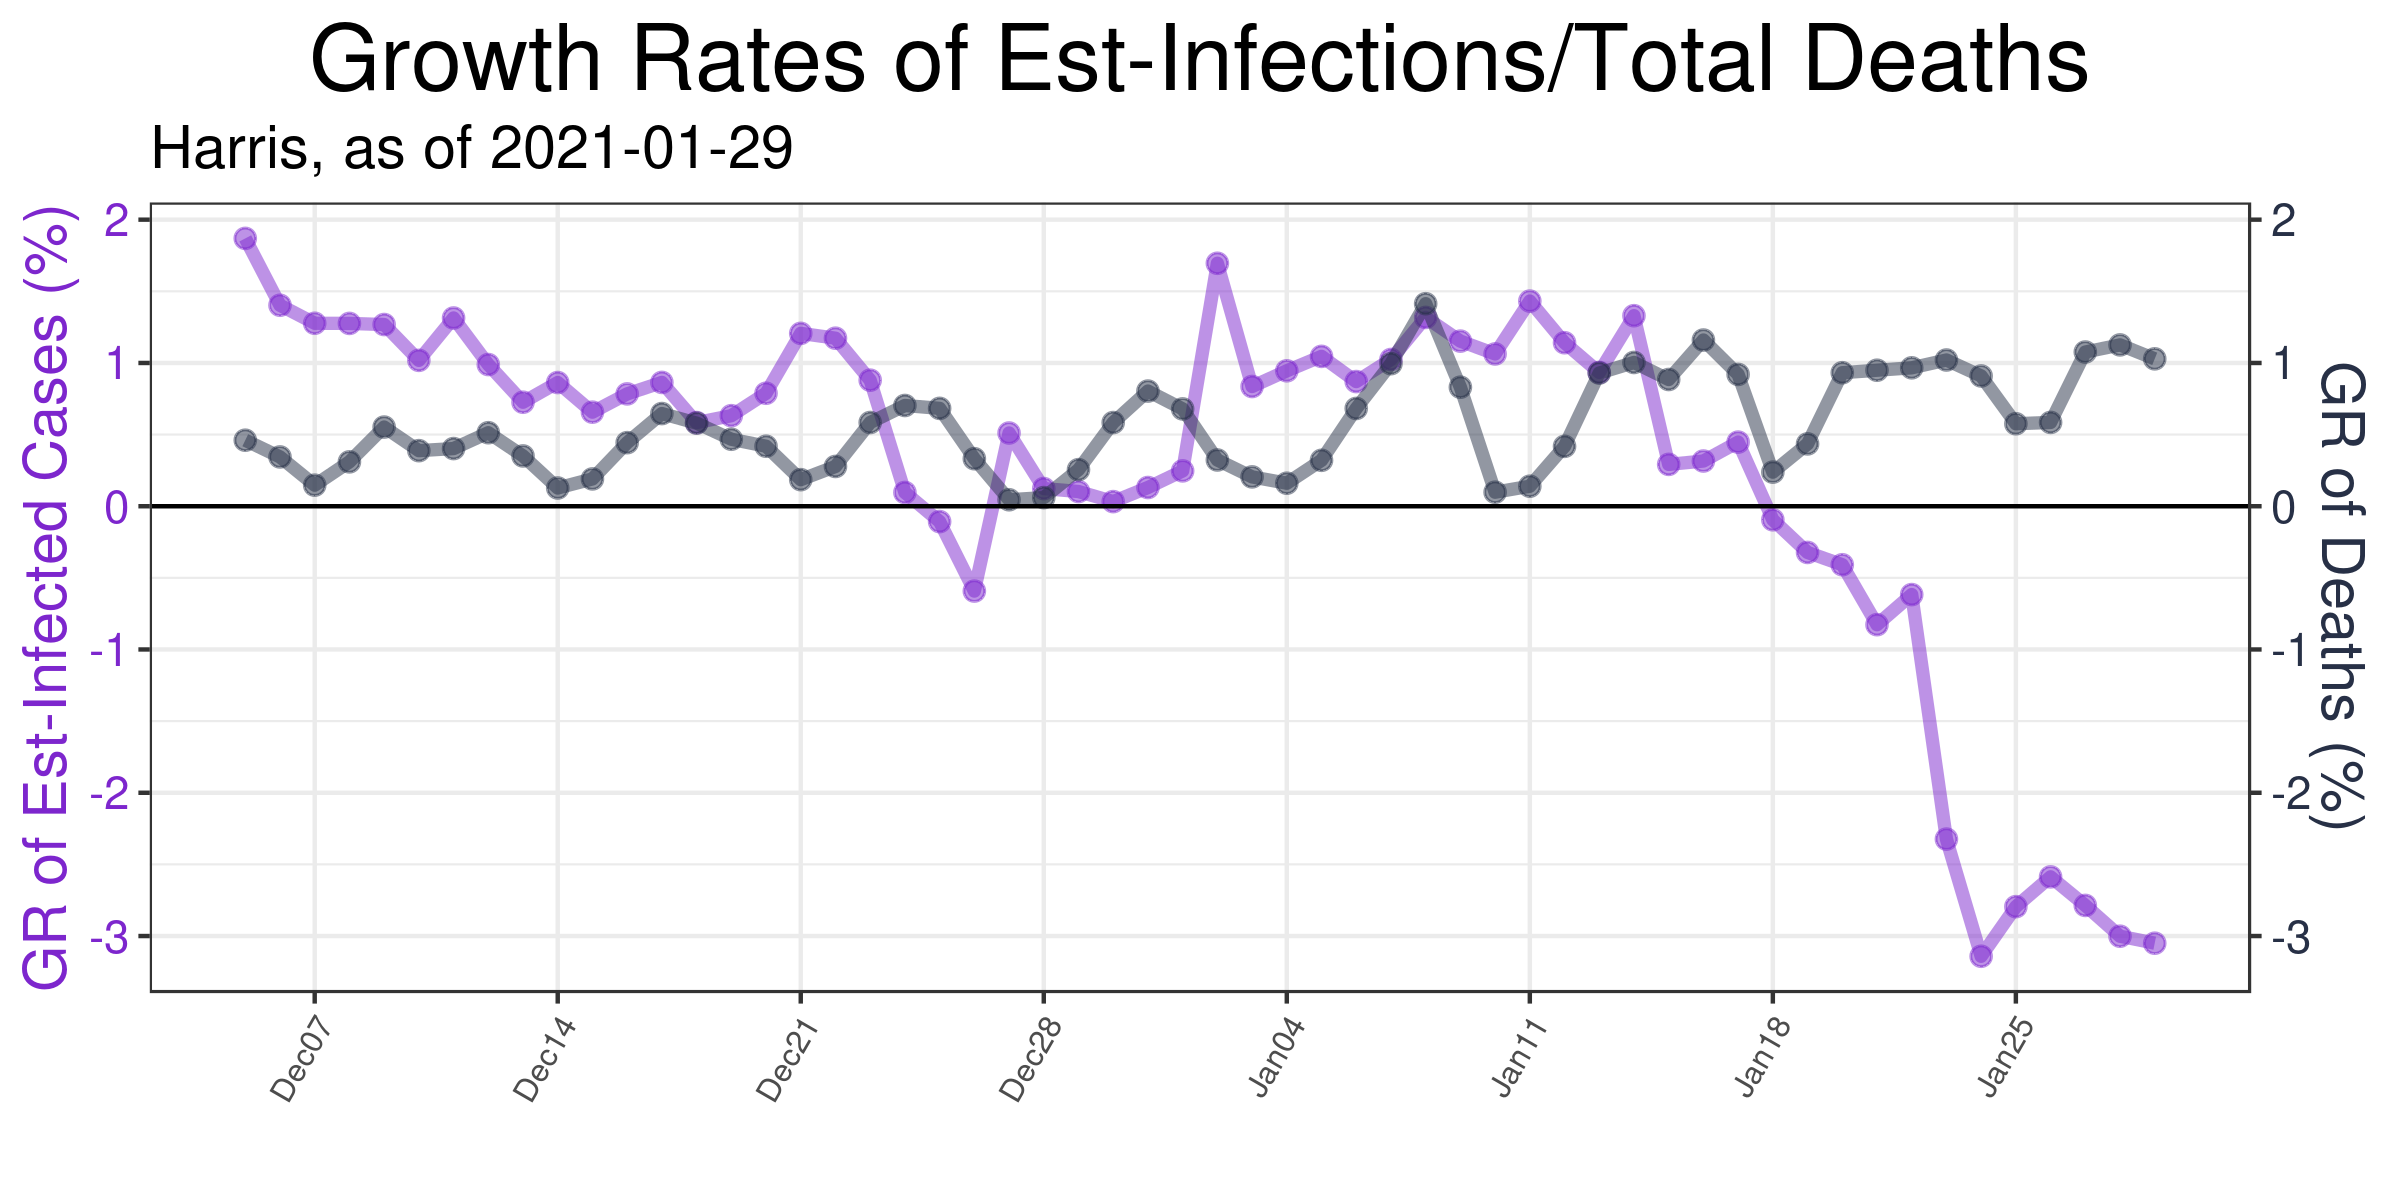 Growth Rates of Est-Infections/Total Deaths
Harris, as of 2021-01-29
GR of Est-Infected Cases (%)
2
1
0
-1
-2
-3
2
1
0
-1
-2
-3
GR of Deaths (%)
Dec07
Dec14
Dec21
Dec28
Jan04
Jan11
Jan18
Jan25